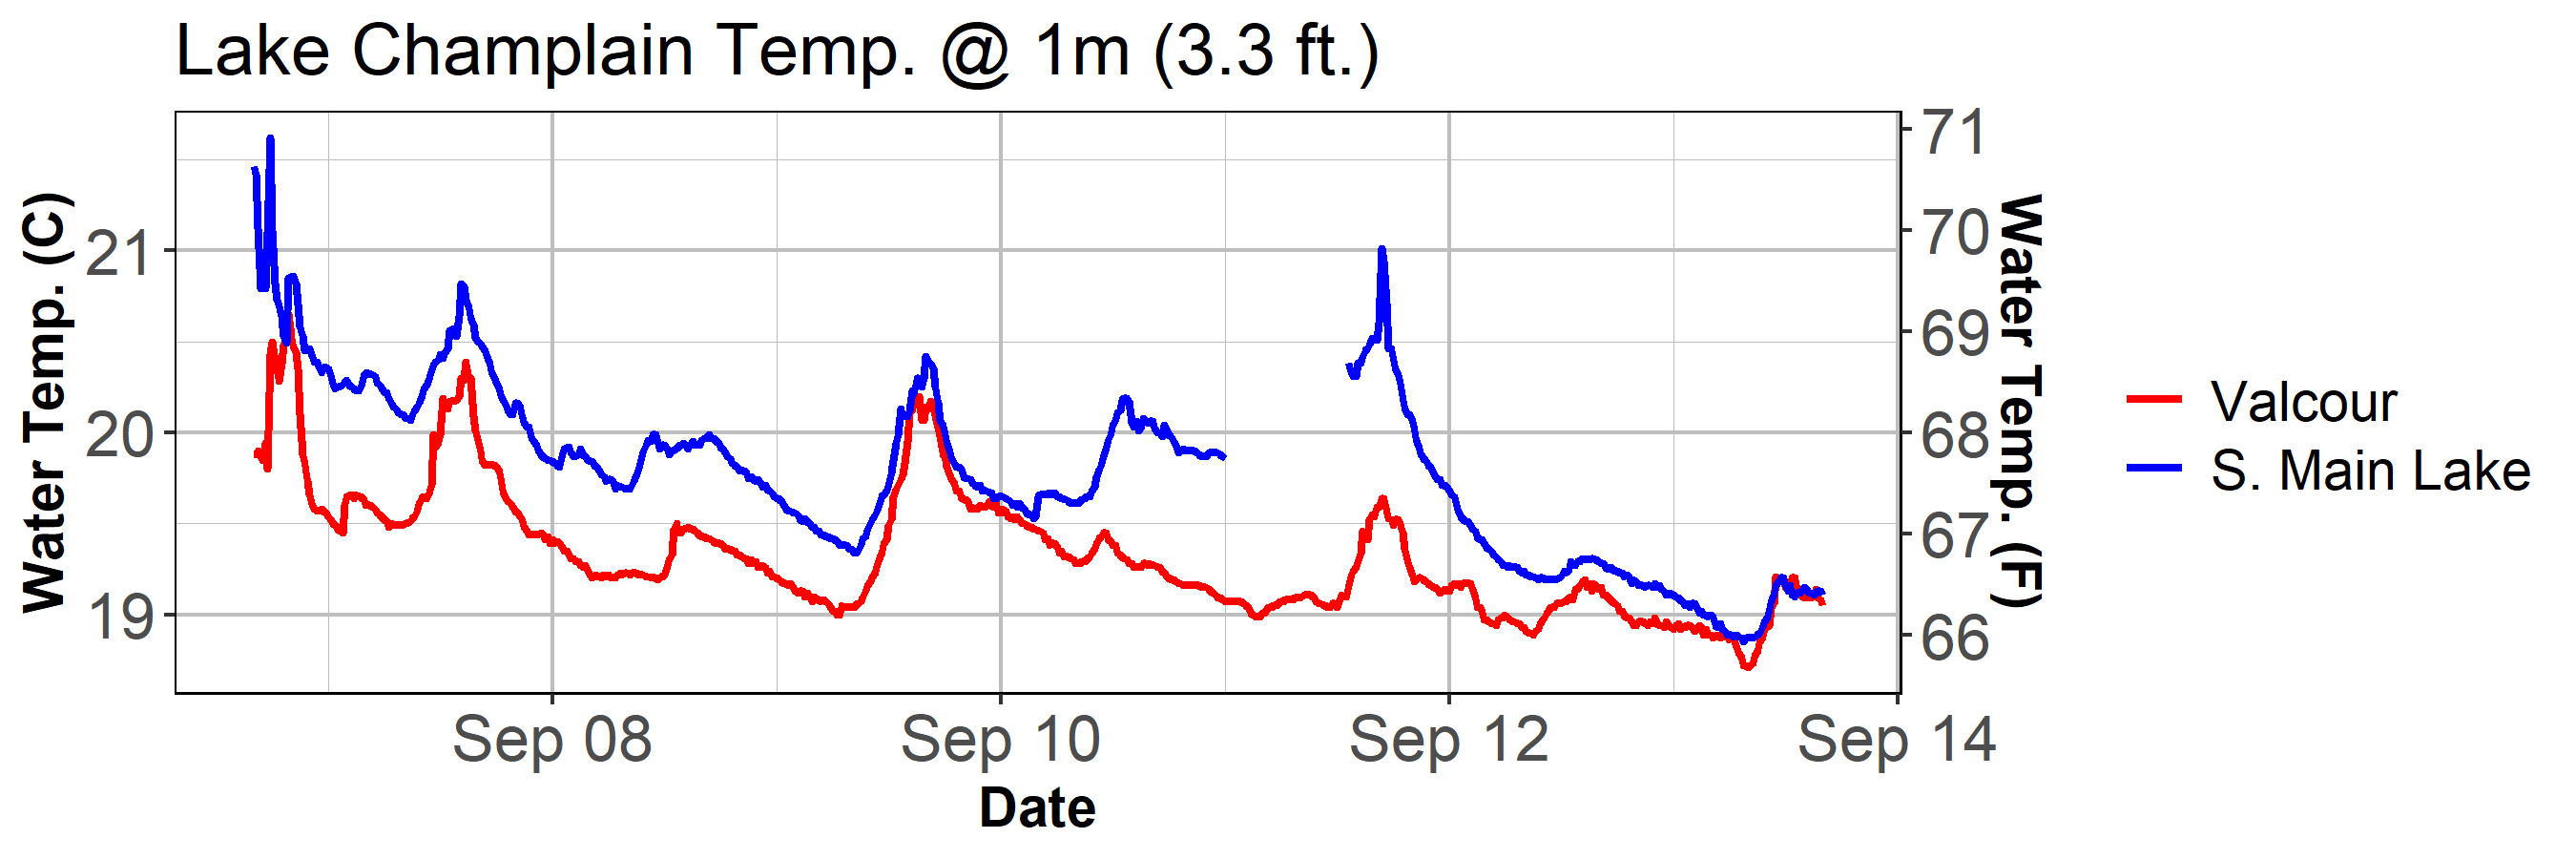 Lake Champlain Temp. @ 1m (3.3 ft.)
Water Temp. (C)
21
20
19
71
70
69
68
67
66
Water Temp. (F)
Sep 08
Sep 10
Sep 12
Sep 14
Date
Valcour
S. Main Lake